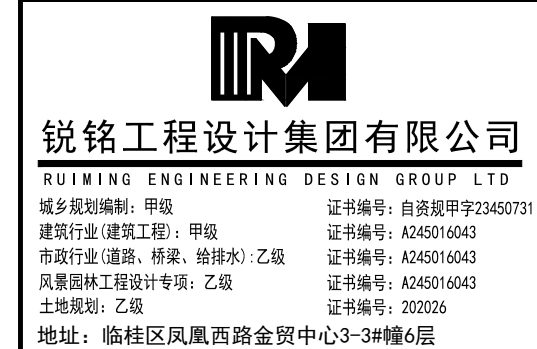 RM
锐铭工程设计集团有限公司
RUIMING ENGINEERING DESIGN GROUP LTD
城乡规划编制：甲级 证书编号：自资规甲字23450731
建筑行业(建筑工程)：甲级 证书编号：A245016043
市政行业(道路、桥梁、给排水)：乙级 证书编号：A245016043
风景园林工程设计专项：乙级 证书编号：A245016043
土地规划：乙级 证书编号：202026
地址：临桂区凤凰西路金贸中心3-3#幢6层